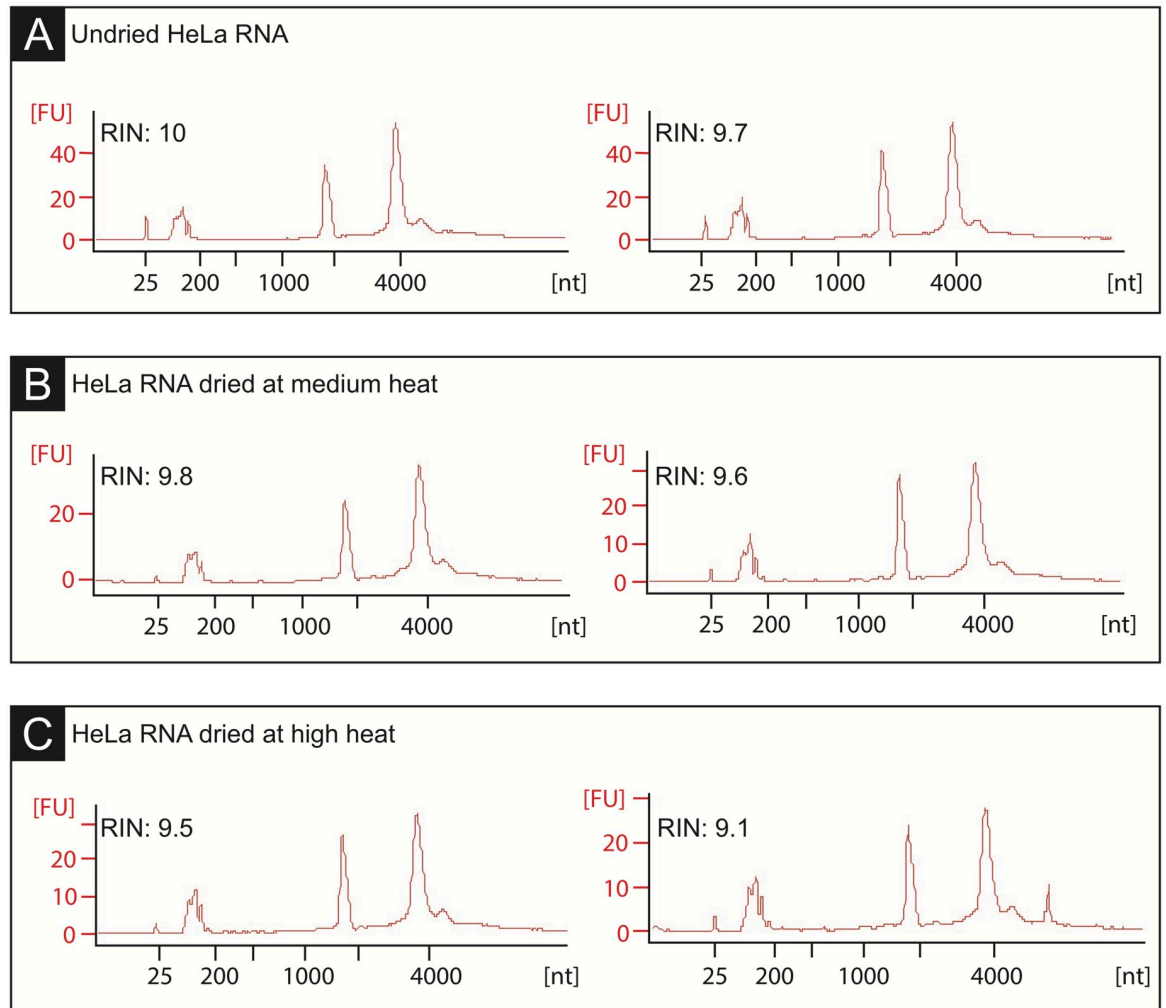 A Undried HeLa RNA
[FU] RIN: 10
40
20
0
25 200 1000 4000 [nt]
[FU] RIN: 9.7
40
20
0
25 200 1000 4000 [nt]
B HeLa RNA dried at medium heat
[FU] RIN: 9.8
20
0
25 200 1000 4000 [nt]
[FU] RIN: 9.6
20
10
0
25 200 1000 4000 [nt]
C HeLa RNA dried at high heat
[FU] RIN: 9.5
20
10
0
25 200 1000 4000 [nt]
[FU] RIN: 9.1
20
10
0
25 200 1000 4000 [nt]